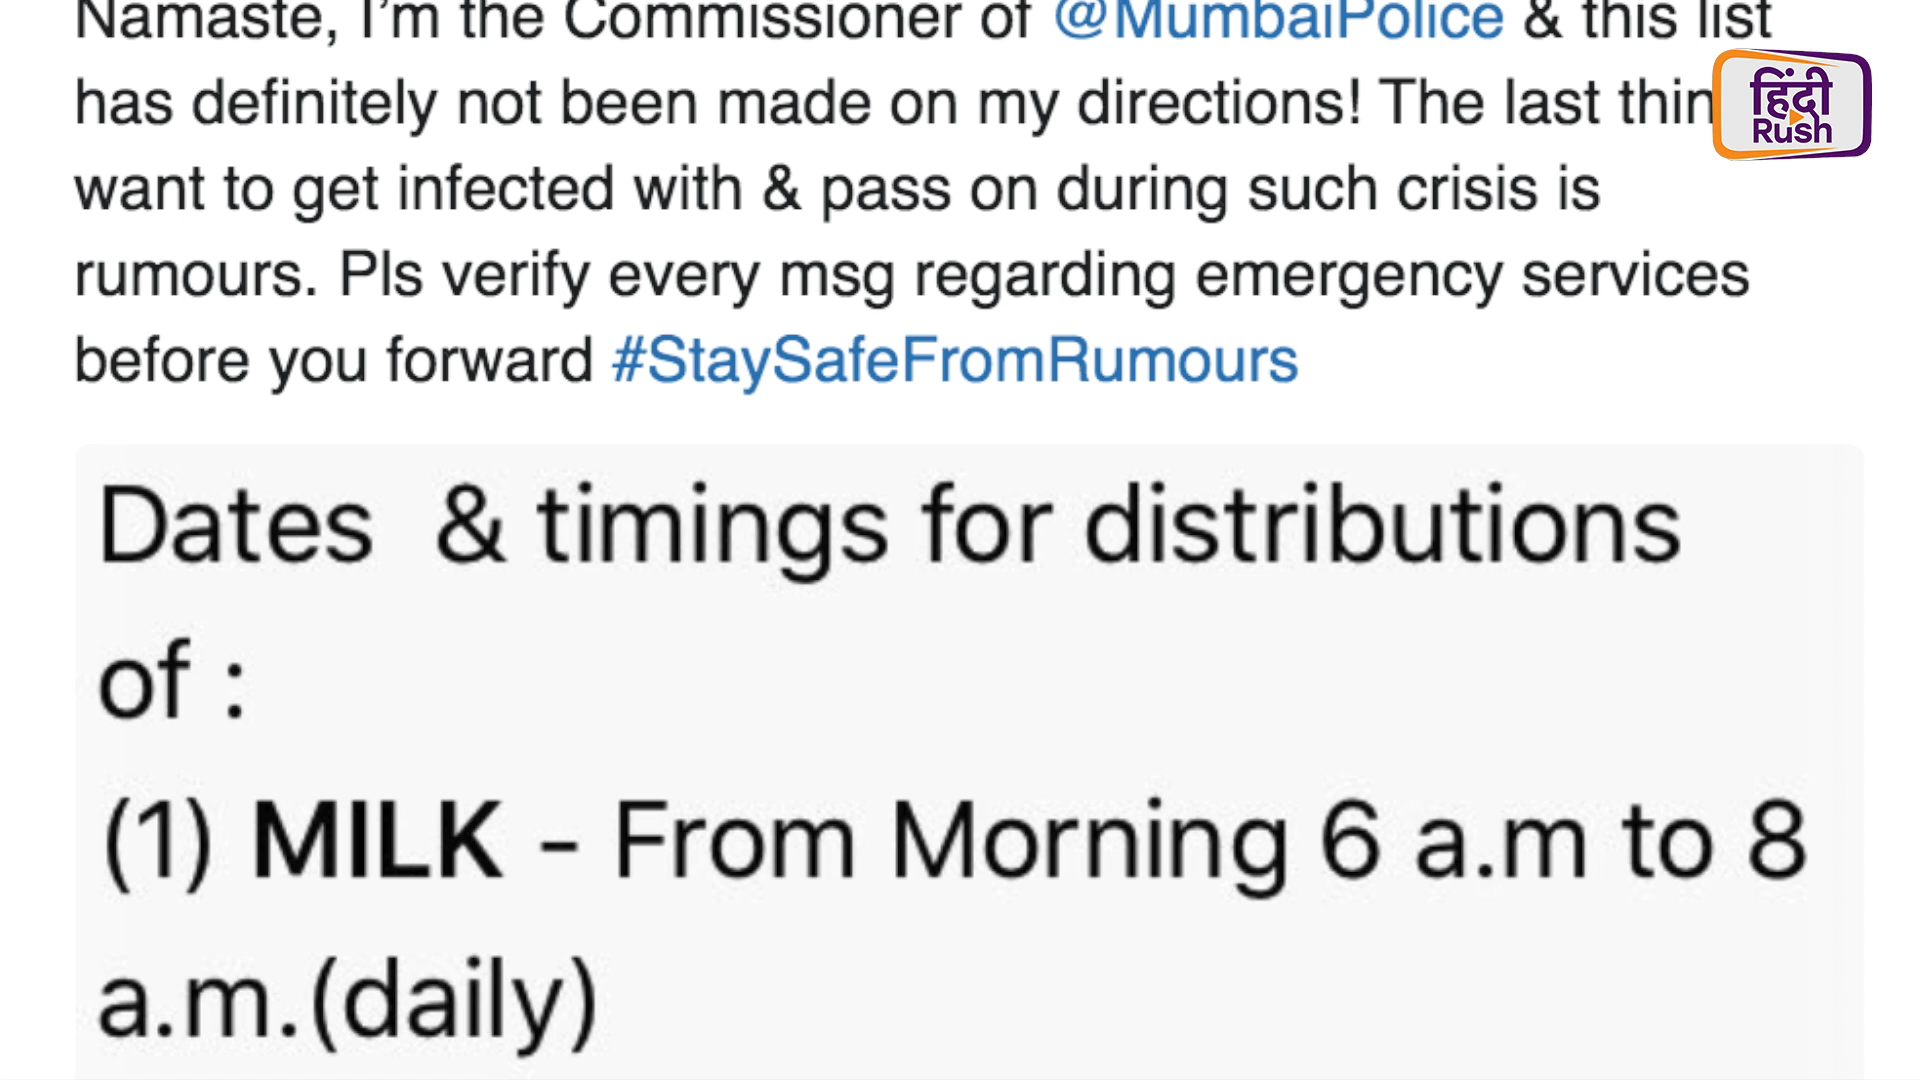 Namaste, I'm the Commissioner of @MumbaiPolice & this list
has definitely not been made on my directions! The last thin
want to get infected with & pass on during such crisis is
rumours. Pls verify every msg regarding emergency services
before you forward #StaySafeFromRumours
हिंदी
Rush
Dates & timings for distributions
of :
(1) MILK - From Morning 6 a.m to 8
a.m.(daily)